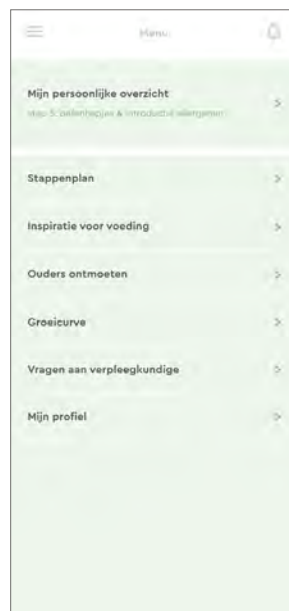 Menu
Mijn persoonlijke overzicht
stap 5: oefenhapjes & introductie allergenen
Stappenplan
Inspiratie voor voeding
Ouders ontmoeten
Groeicurve
Vragen aan verpleegkundige
Mijn profiel